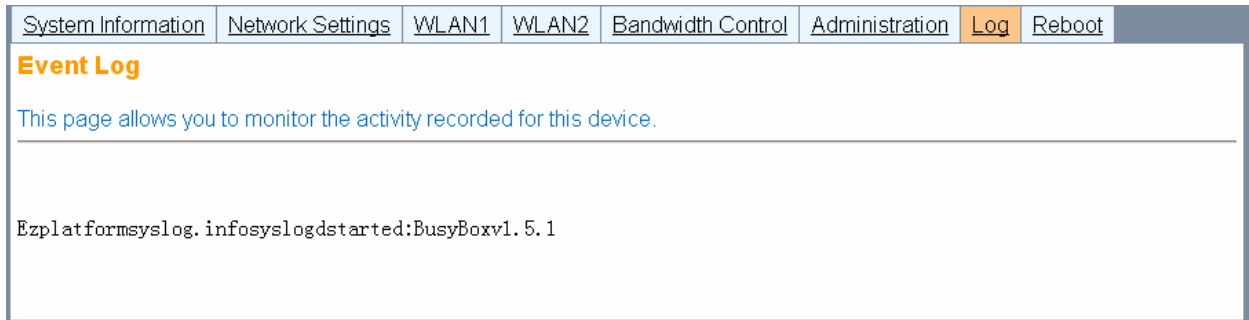 System Information Network Settings WLAN1 WLAN2 Bandwidth Control Administration Log Reboot
Event Log
This page allows you to monitor the activity recorded for this device.
Ezplatformsyslog.infosyslogdstarted:BusyBoxv1.5.1